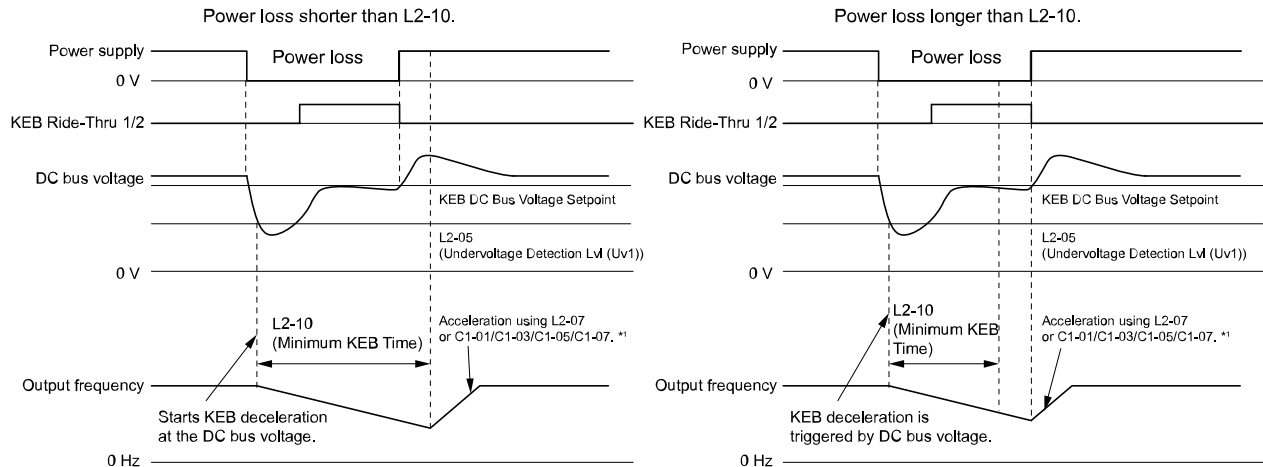 Power loss shorter than L2-10.
Power supply
Power loss
0 V
KEB Ride-Thru 1/2
DC bus voltage
KEB DC Bus Voltage Setpoint
L2-05
(Undervoltage Detection Lvl (Uv1))
0 V
L2-10
(Minimum KEB Time)
Acceleration using L2-07
or C1-01/C1-03/C1-05/C1-07. *1
Output frequency
Starts KEB deceleration
at the DC bus voltage.
0 Hz
Power loss longer than L2-10.
Power supply
Power loss
0 V
KEB Ride-Thru 1/2
DC bus voltage
KEB DC Bus Voltage Setpoint
L2-05
(Undervoltage Detection Lvl (Uv1))
0 V
L2-10
(Minimum KEB
Time)
Acceleration using L2-07
or C1-01/C1-03/C1-05/C1-07. *1
Output frequency
KEB deceleration is
triggered by DC bus voltage.
0 Hz